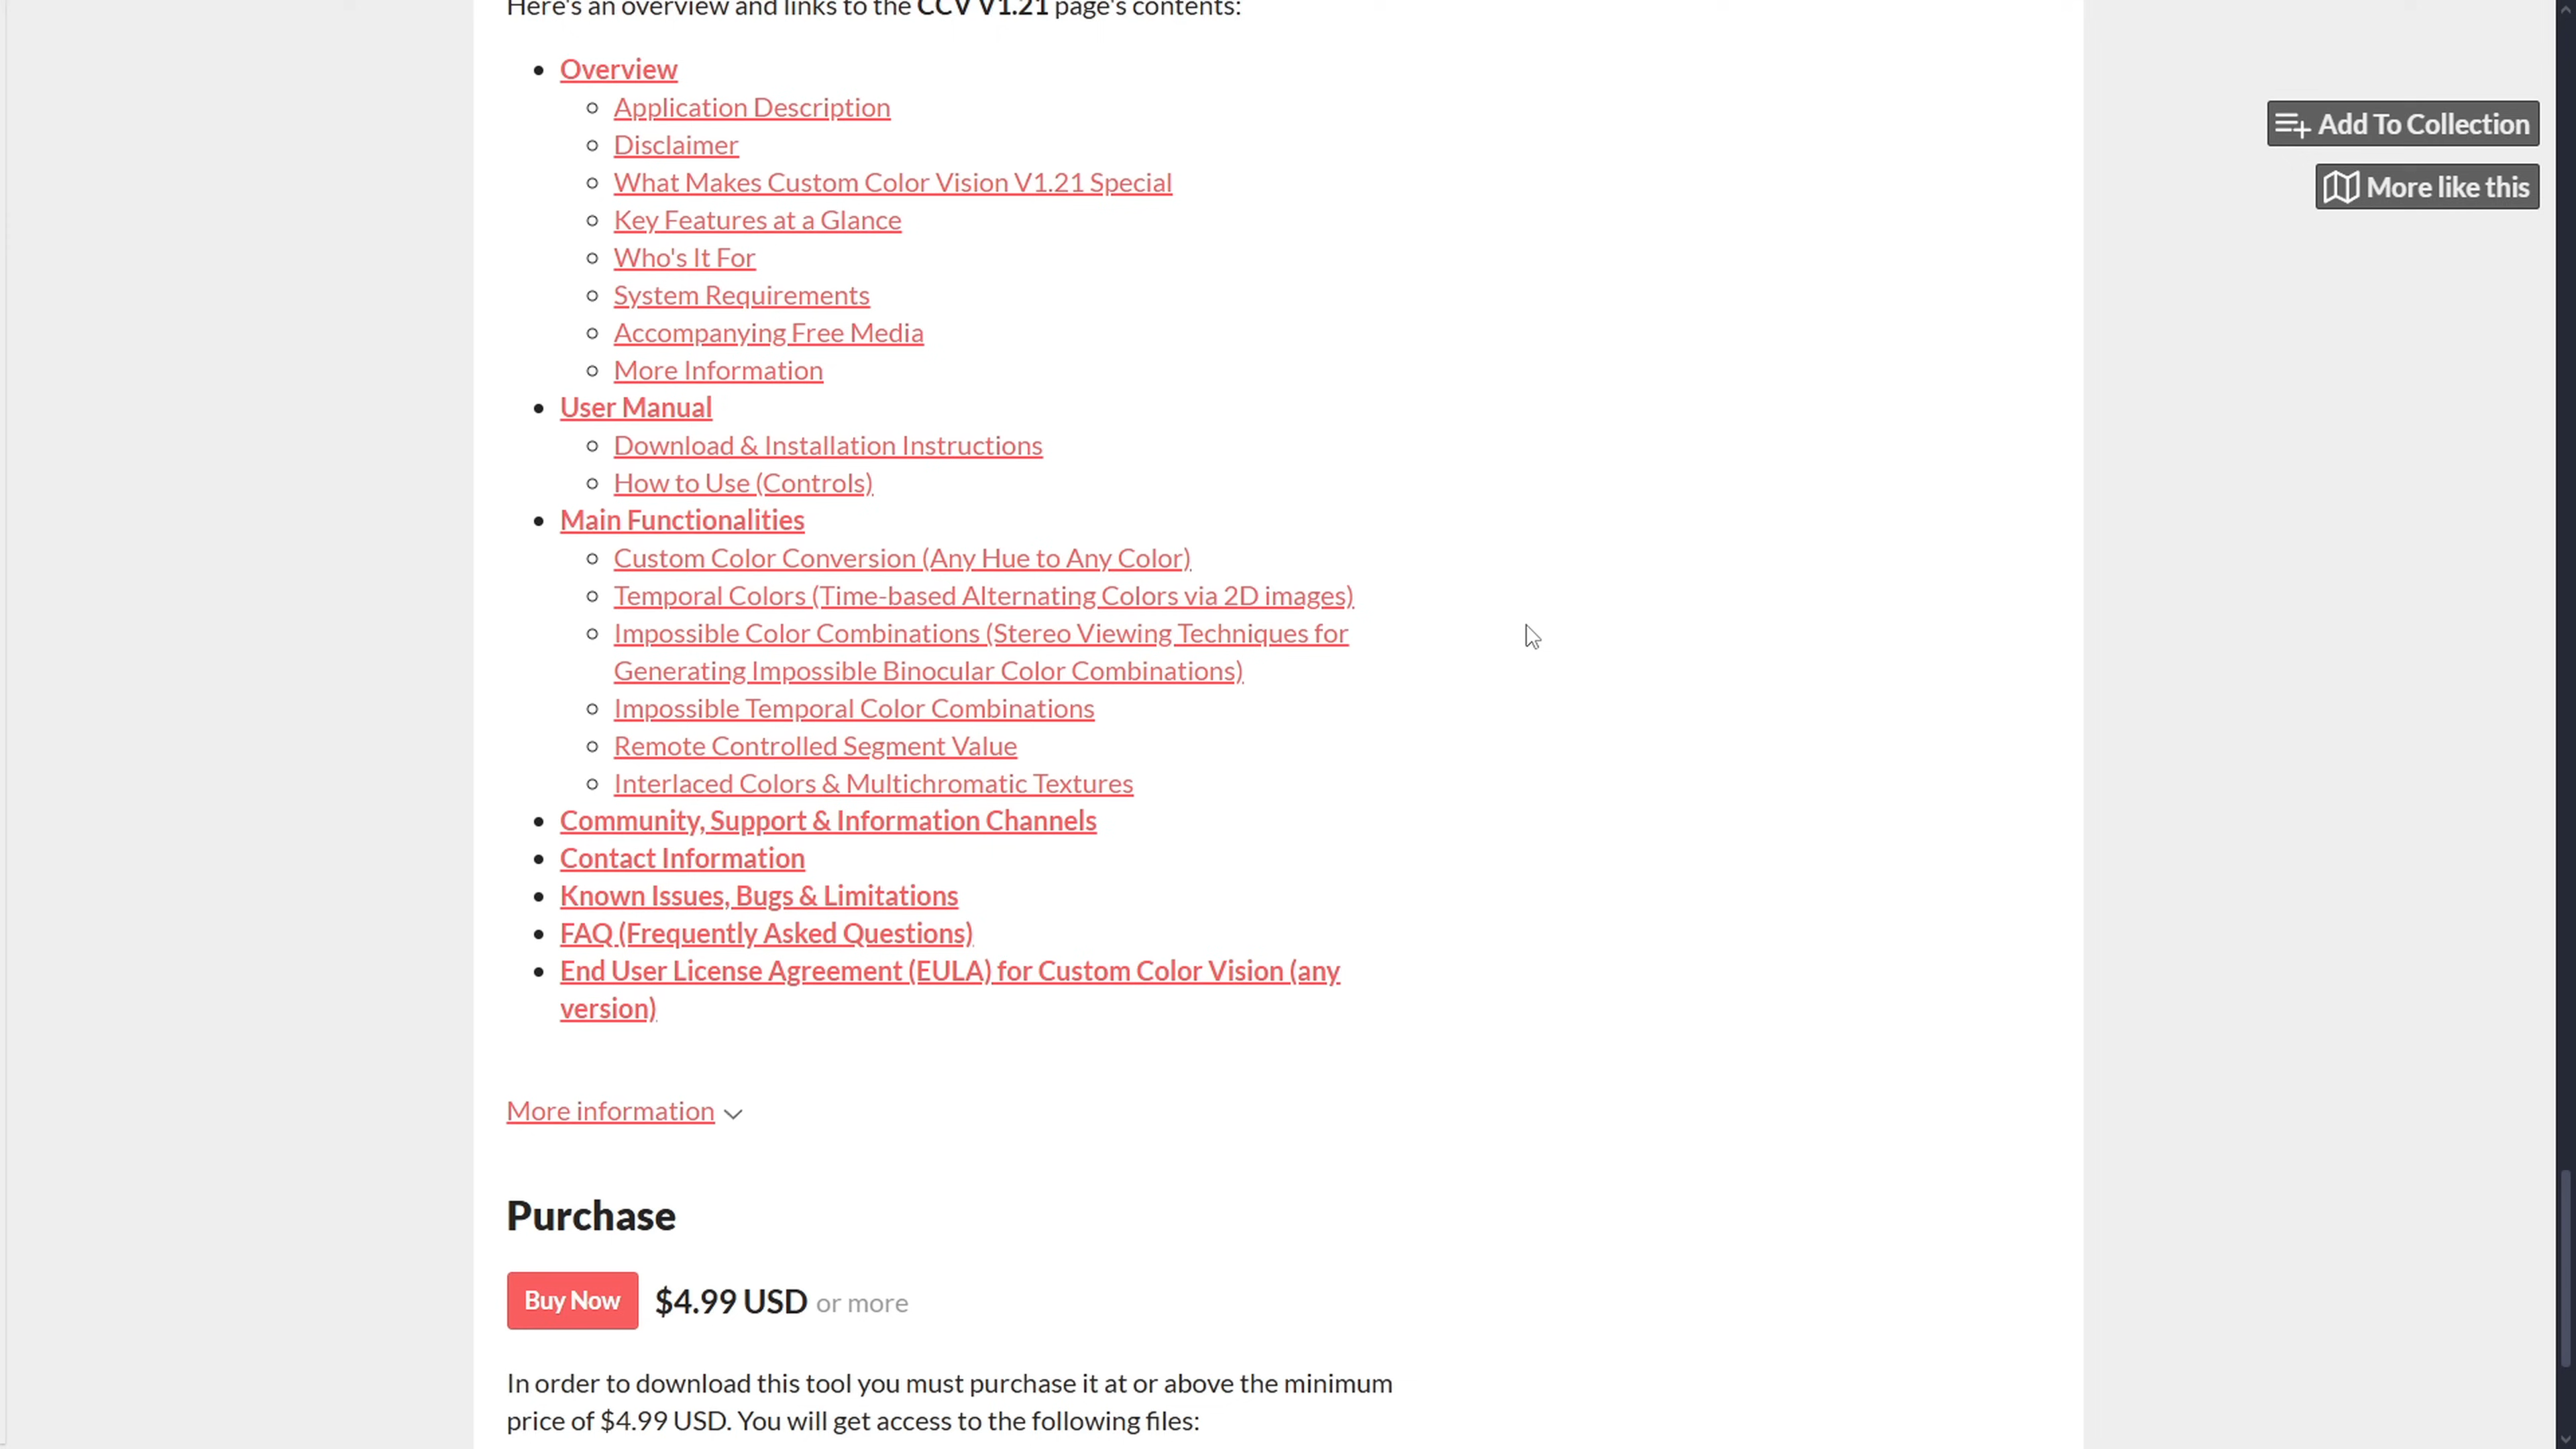 Here's an overview and links to the CCV V1.21 page's contents:
Overview
Application Description
Disclaimer
What Makes Custom Color Vision V1.21 Special
Key Features at a Glance
Who's It For
System Requirements
Accompanying Free Media
More Information
User Manual
Download & Installation Instructions
How to Use (Controls)
Main Functionalities
Custom Color Conversion (Any Hue to Any Color)
Temporal Colors (Time-based Alternating Colors via 2D images)
Impossible Color Combinations (Stereo Viewing Techniques for
Generating Impossible Binocular Color Combinations)
Impossible Temporal Color Combinations
Remote Controlled Segment Value
Interlaced Colors & Multichromatic Textures
Community, Support & Information Channels
Contact Information
Known Issues, Bugs & Limitations
FAQ (Frequently Asked Questions)
End User License Agreement (EULA) for Custom Color Vision (any
version)
More information
Purchase
Buy Now $4.99 USD or more
In order to download this tool you must purchase it at or above the minimum
price of $4.99 USD. You will get access to the following files:
Add To Collection
More like this